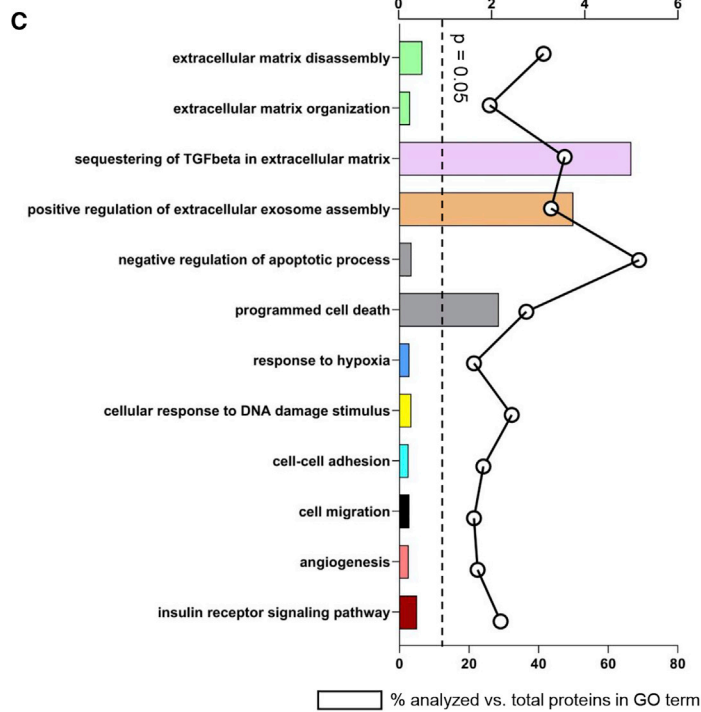 C
0 2 4 6
p = 0.05
extracellular matrix disassembly
extracellular matrix organization
sequestering of TGFbeta in extracellular matrix
positive regulation of extracellular exosome assembly
negative regulation of apoptotic process
programmed cell death
response to hypoxia
cellular response to DNA damage stimulus
cell-cell adhesion
cell migration
angiogenesis
insulin receptor signaling pathway
0 20 40 60 80
% analyzed vs. total proteins in GO term